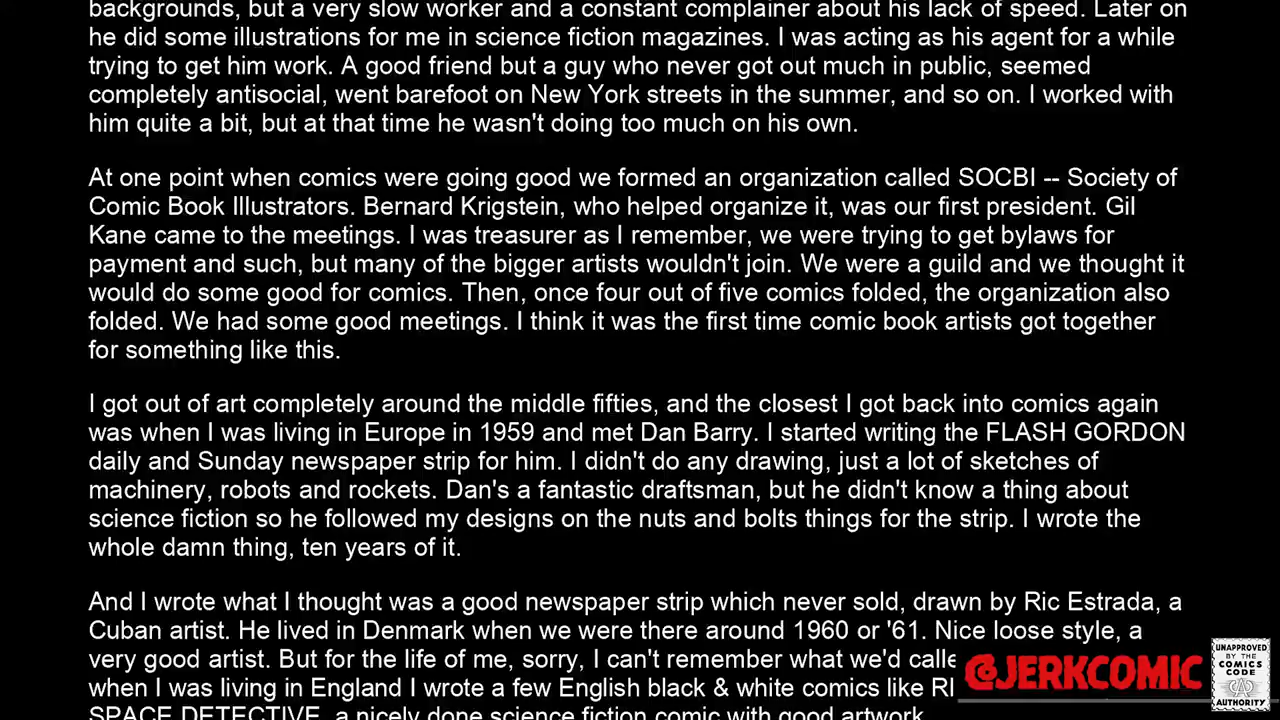 backgrounds, but a very slow worker and a constant complainer about his lack of speed. Later on
he did some illustrations for me in science fiction magazines. I was acting as his agent for a while
trying to get him work. A good friend but a guy who never got out much in public, seemed
completely antisocial, went barefoot on New York streets in the summer, and so on. I worked with
him quite a bit, but at that time he wasn't doing too much on his own.
At one point when comics were going good we formed an organization called SOCBI -- Society of
Comic Book Illustrators. Bernard Krigstein, who helped organize it, was our first president. Gil
Kane came to the meetings. I was treasurer as I remember, we were trying to get bylaws for
payment and such, but many of the bigger artists wouldn't join. We were a guild and we thought it
would do some good for comics. Then, once four out of five comics folded, the organization also
folded. We had some good meetings. I think it was the first time comic book artists got together
for something like this.
I got out of art completely around the middle fifties, and the closest I got back into comics again
was when I was living in Europe in 1959 and met Dan Barry. I started writing the FLASH GORDON
daily and Sunday newspaper strip for him. I didn't do any drawing, just a lot of sketches of
machinery, robots and rockets. Dan's a fantastic draftsman, but he didn't know a thing about
science fiction so he followed my designs on the nuts and bolts things for the strip. I wrote the
whole damn thing, ten years of it.
And I wrote what I thought was a good newspaper strip which never sold, drawn by Ric Estrada, a
Cuban artist. He lived in Denmark when we were there around 1960 or '61. Nice loose style, a
very good artist. But for the life of me, sorry, I can't remember what we'd calle
when I was living in England I wrote a few English black & white comics like RI
SPACE DETECTIVE, a nicely done science fiction comic with good artwork
@JERKCOMIC
UNAPPROVED
BY THE
COMICS
CODE
AUTHORITY